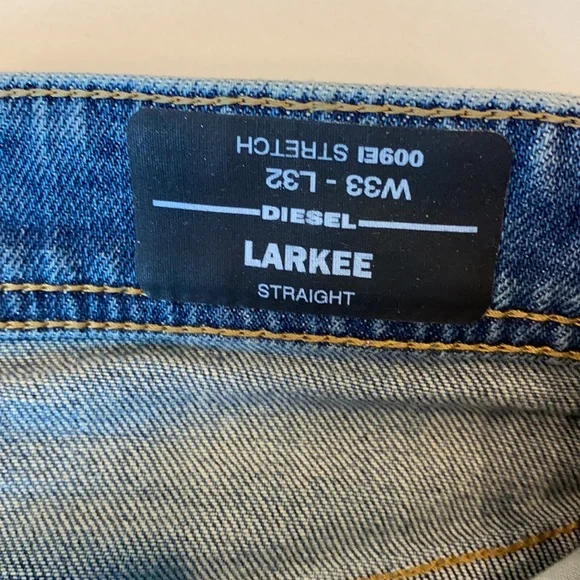 009EI STRETCH
W33 - L32
DIESEL
LARKEE
STRAIGHT